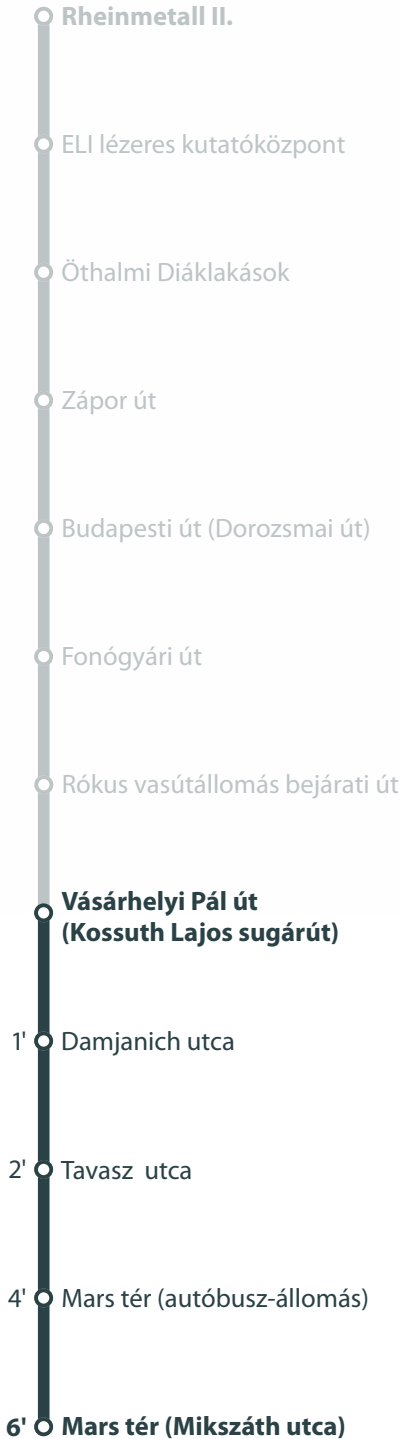 Rheinmetall II.
ELI lézeres kutatóközpont
Öthalmi Diáklakások
Zápor út
Budapesti út (Dorozsmai út)
Fonógyári út
Rókus vasútállomás bejárati út
Vásárhelyi Pál út
(Kossuth Lajos sugárút)
1' Damjanich utca
2' Tavasz utca
4' Mars tér (autóbusz-állomás)
6' Mars tér (Mikszáth utca)